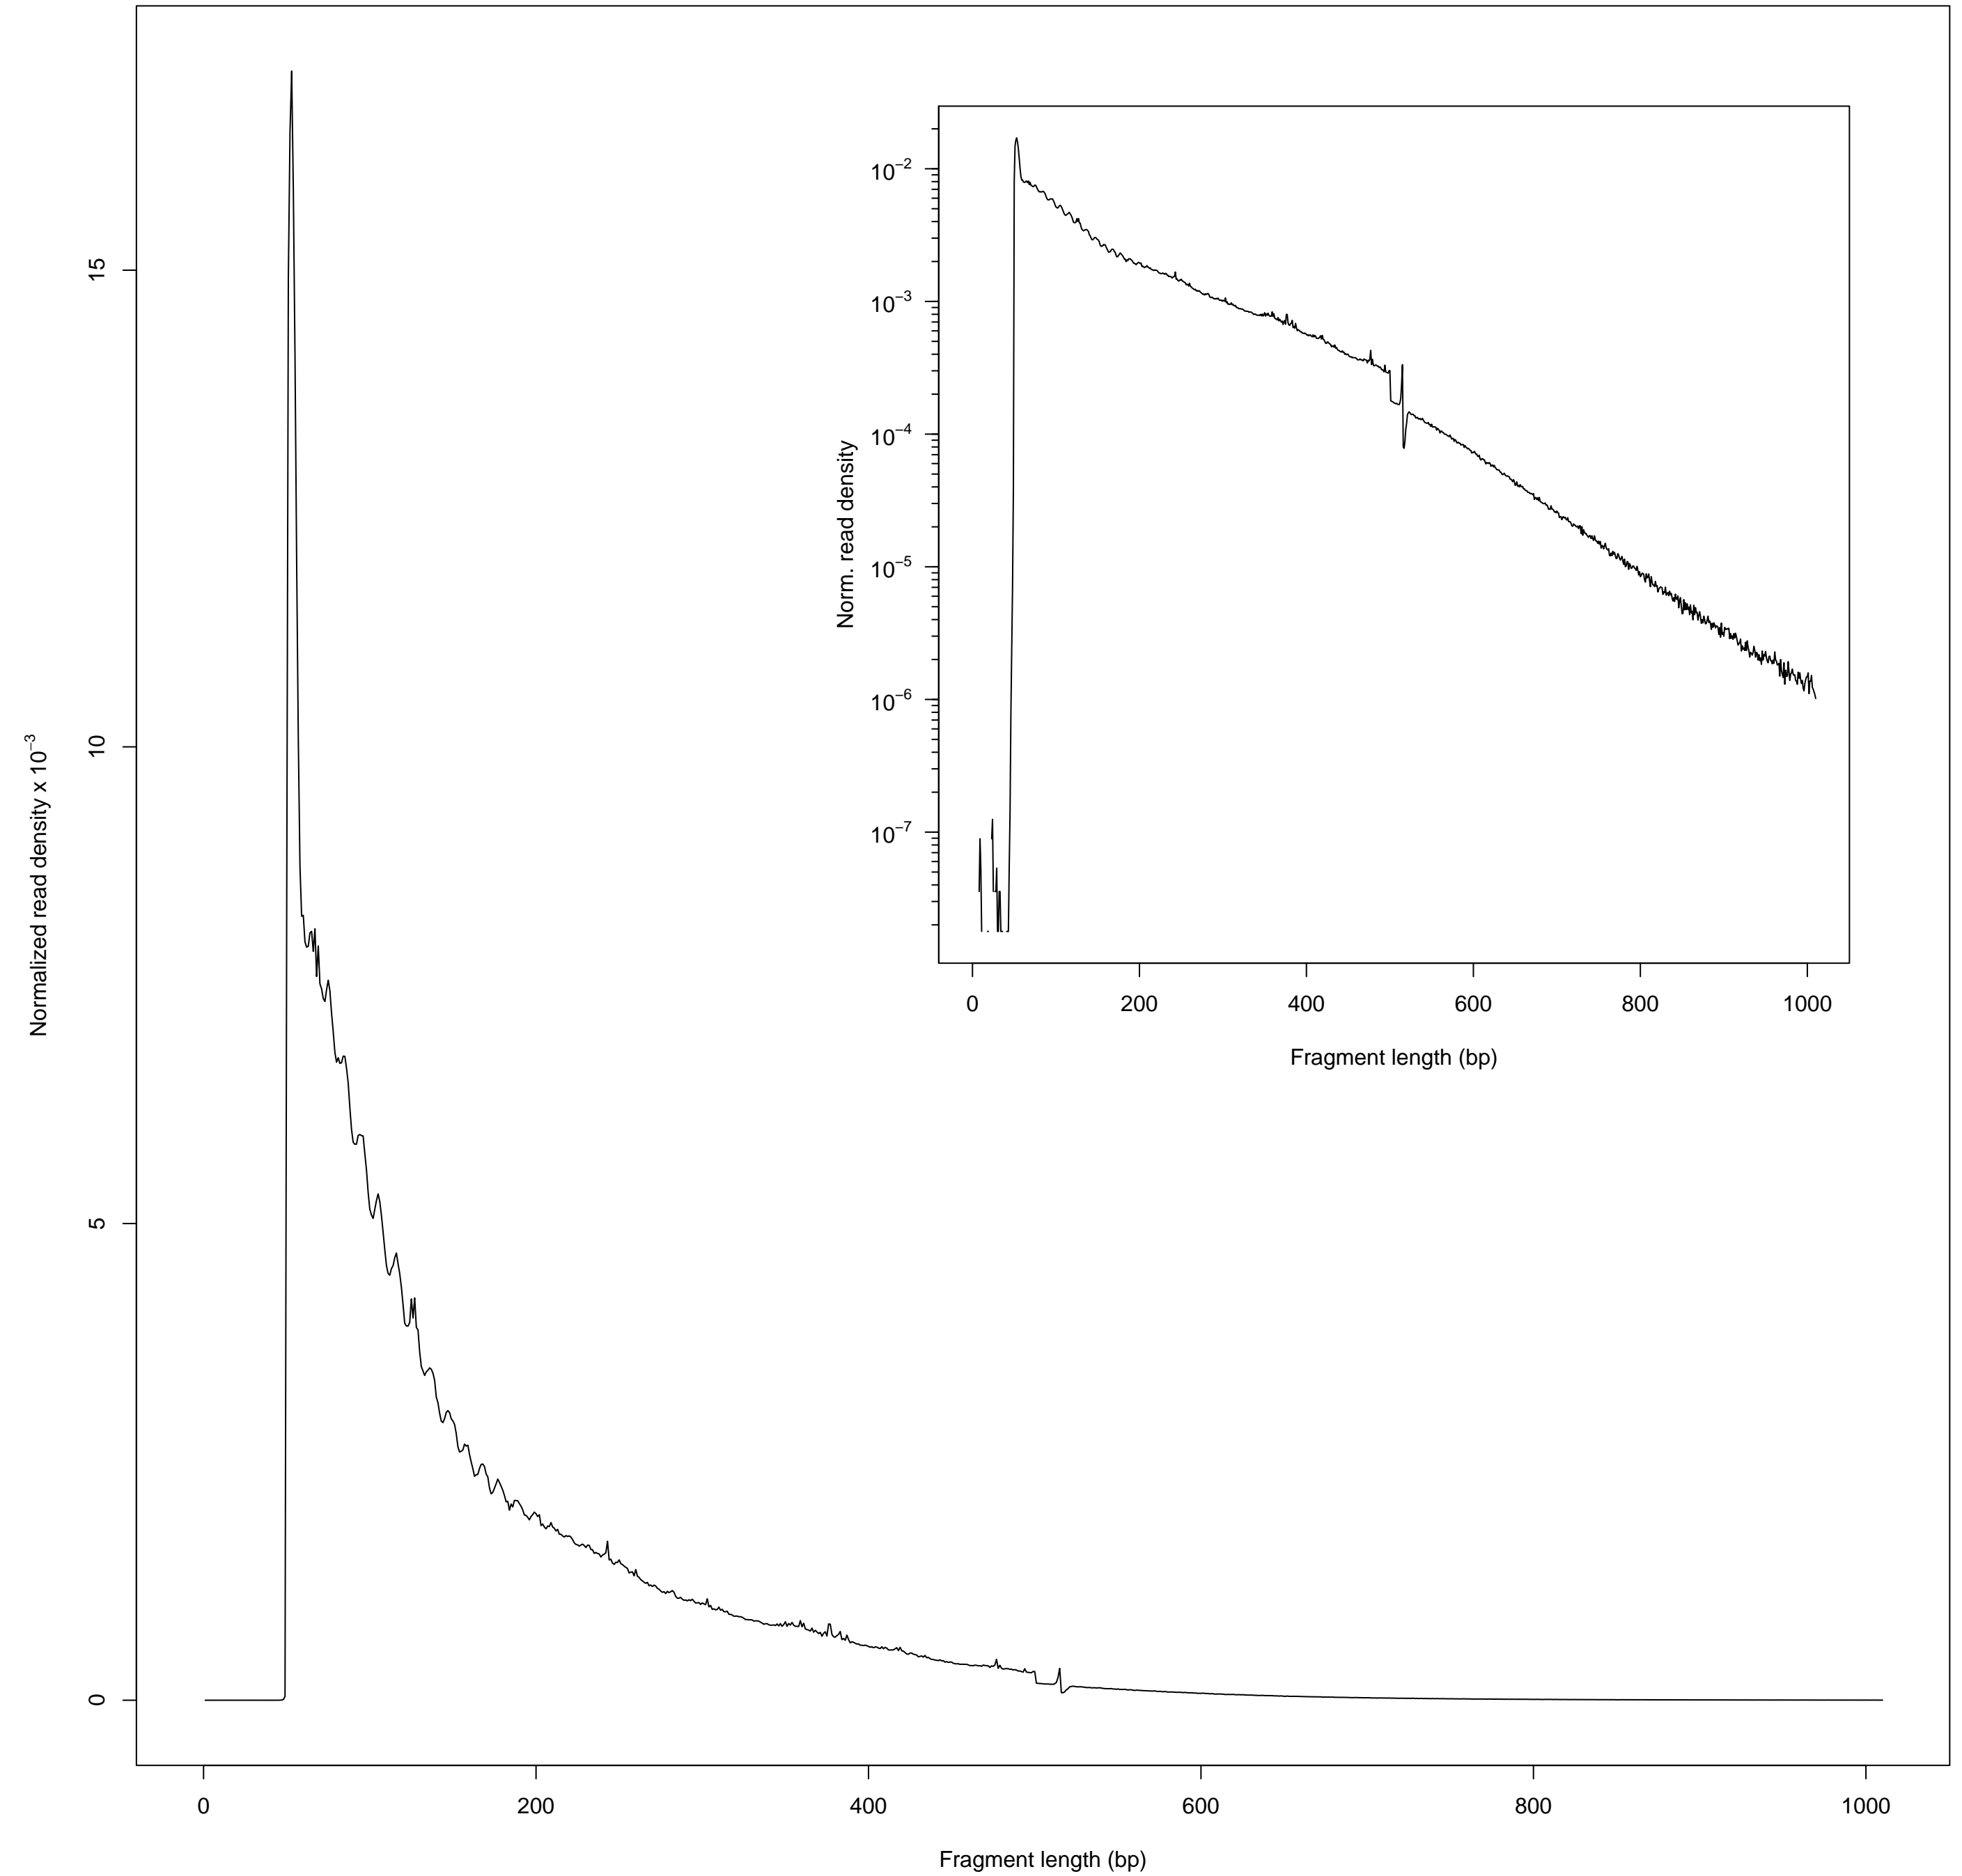 Normalized read density x 10⁻³
15
10
5
0
0 200 400 600 800 1000
Fragment length (bp)
Norm. read density
10⁻²
10⁻³
10⁻⁴
10⁻⁵
10⁻⁶
10⁻⁷
0 200 400 600 800 1000
Fragment length (bp)